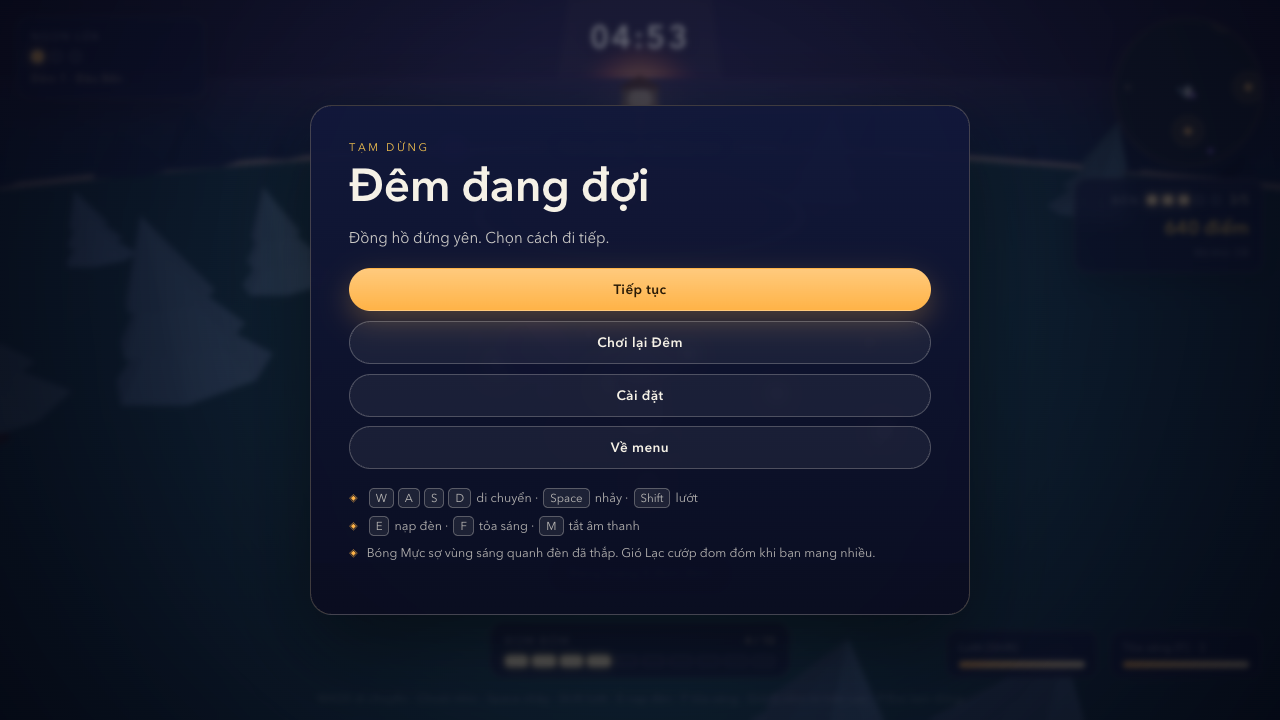 04:53
TẠM DỪNG
Đêm đang đợi
Đồng hồ đứng yên. Chọn cách đi tiếp.
Tiếp tục
Chơi lại Đêm
Cài đặt
Về menu
W A S D di chuyển · Space nhảy · Shift lướt
E nạp đèn · F tỏa sáng · M tắt âm thanh
Bóng Mực sợ vùng sáng quanh đèn đã thắp. Gió Lạc cướp đom đóm khi bạn mang nhiều.
640 điểm